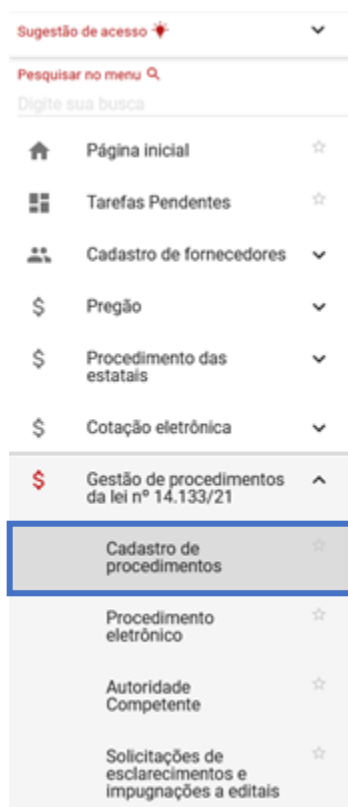 Sugestão de acesso
Pesquisar no menu
Digite sua busca
Página inicial
Tarefas Pendentes
Cadastro de fornecedores
$ Pregão
$ Procedimento das
estatais
$ Cotação eletrônica
$ Gestão de procedimentos
da lei nº 14.133/21
Cadastro de
procedimentos
Procedimento
eletrônico
Autoridade
Competente
Solicitações de
esclarecimentos e
impugnações a editais